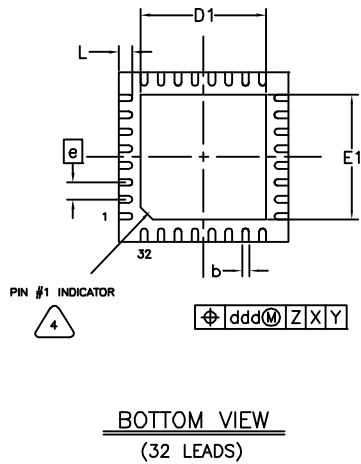 D1
L
E1
e
1
32
b
PIN #1 INDICATOR
4
⌖ ddd Ⓜ Z X Y
BOTTOM VIEW
(32 LEADS)